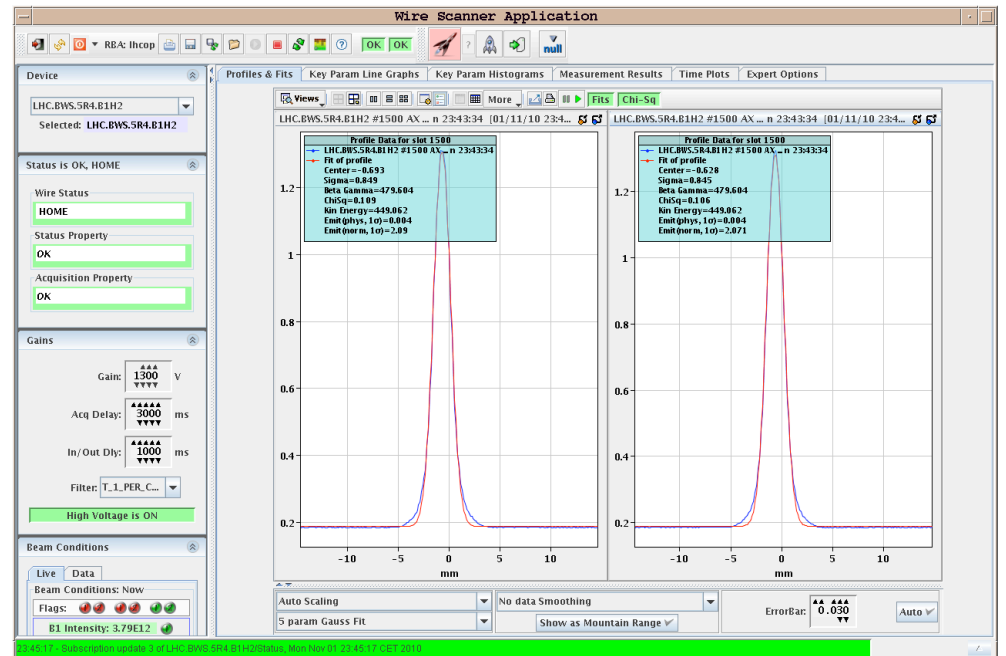 Wire Scanner Application
RBA: lhcop
OK OK
?
null
Device
LHC.BWS.5R4.B1H2
Selected: LHC.BWS.5R4.B1H2
Status is OK, HOME
Wire Status
HOME
Status Property
OK
Acquisition Property
OK
Gains
Gain: 1300 V
Acq Delay: 3000 ms
In/Out Dly: 1000 ms
Filter: T_1_PER_C...
High Voltage is ON
Beam Conditions
Live Data
Beam Conditions: Now
Flags:
B1 Intensity: 3.79E12
Profiles & Fits Key Param Line Graphs Key Param Histograms Measurement Results Time Plots Expert Options
Views More Fits Chi-Sq
LHC.BWS.5R4.B1H2 #1500 AX ... n 23:43:34 [01/11/10 23:4...
Profile Data for slot 1500
LHC.BWS.5R4.B1H2 #1500 AX ... n 23:43:34
Fit of profile
Center=-0.693
Sigma=0.849
Beta Gamma=479.604
ChiSq=0.109
Kin Energy=449.062
Emit(phys, 1σ)=0.004
Emit(norm, 1σ)=2.09
1.2
1
0.8
0.6
0.4
0.2
-10 -5 0 5 10
mm
LHC.BWS.5R4.B1H2 #1500 AX ... n 23:43:34 [01/11/10 23:4...
Profile Data for slot 1500
LHC.BWS.5R4.B1H2 #1500 AX ... n 23:43:34
Fit of profile
Center=-0.628
Sigma=0.845
Beta Gamma=479.604
ChiSq=0.106
Kin Energy=449.062
Emit(phys, 1σ)=0.004
Emit(norm, 1σ)=2.071
1.2
1
0.8
0.6
0.4
0.2
-10 -5 0 5 10
mm
Auto Scaling
No data Smoothing
5 param Gauss Fit
Show as Mountain Range
ErrorBar: 0.030
Auto
23:45:17 - Subscription update 3 of LHC.BWS.5R4.B1H2/Status, Mon Nov 01 23:45:17 CET 2010